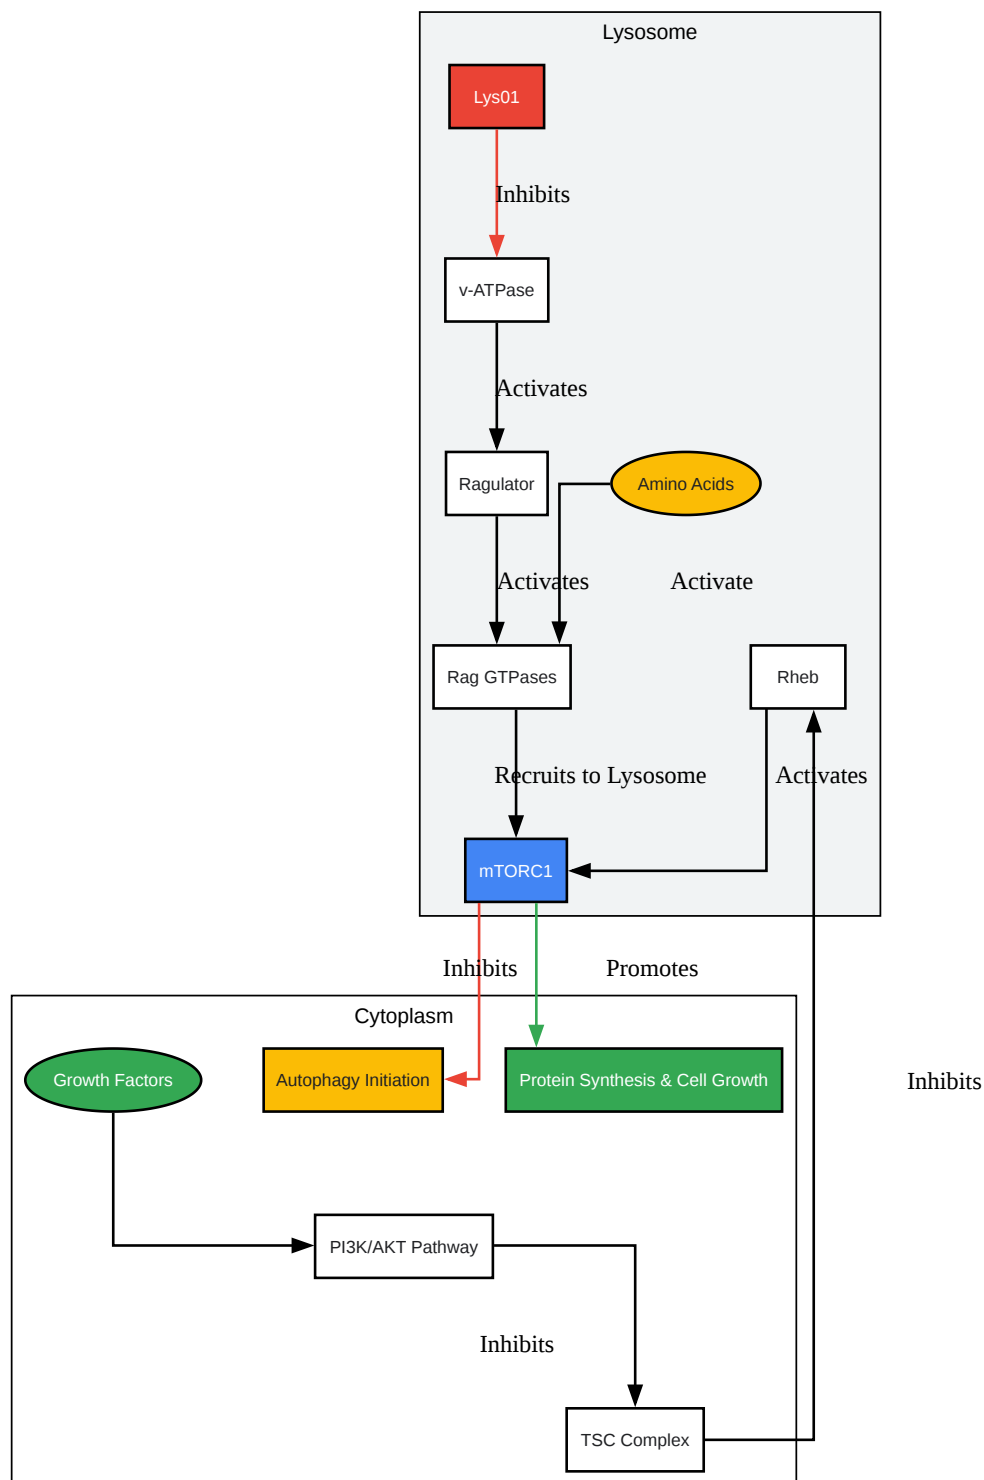 Lysosome
Lys01
Inhibits
v-ATPase
Activates
Ragulator
Amino Acids
Activates
Activate
Rag GTPases
Rheb
Recruits to Lysosome
Activates
mTORC1
Inhibits
Promotes
Cytoplasm
Growth Factors
Autophagy Initiation
Protein Synthesis & Cell Growth
Inhibits
PI3K/AKT Pathway
Inhibits
TSC Complex